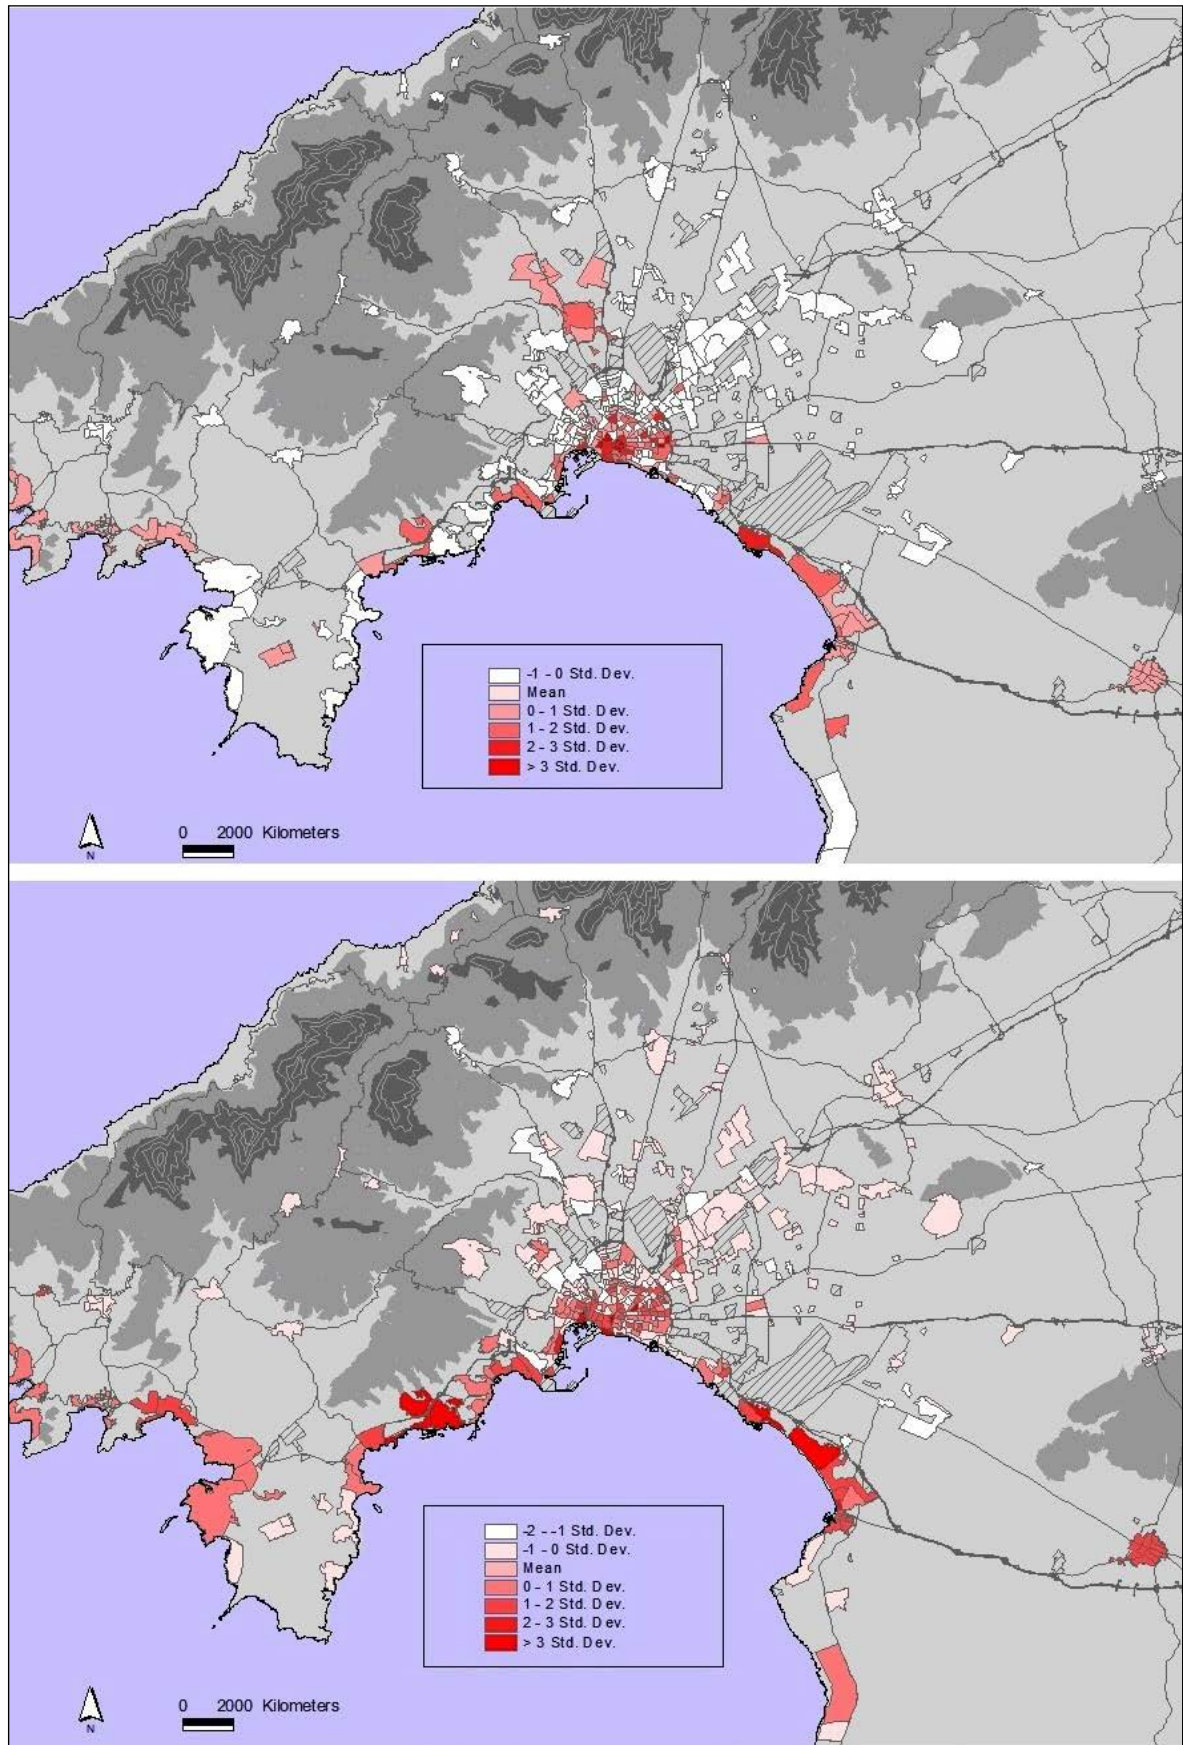 -1 - 0 Std. Dev.
Mean
0 - 1 Std. Dev.
1 - 2 Std. Dev.
2 - 3 Std. Dev.
> 3 Std. Dev.
0 2000 Kilometers
N
-2 - -1 Std. Dev.
-1 - 0 Std. Dev.
Mean
0 - 1 Std. Dev.
1 - 2 Std. Dev.
2 - 3 Std. Dev.
> 3 Std. Dev.
0 2000 Kilometers
N